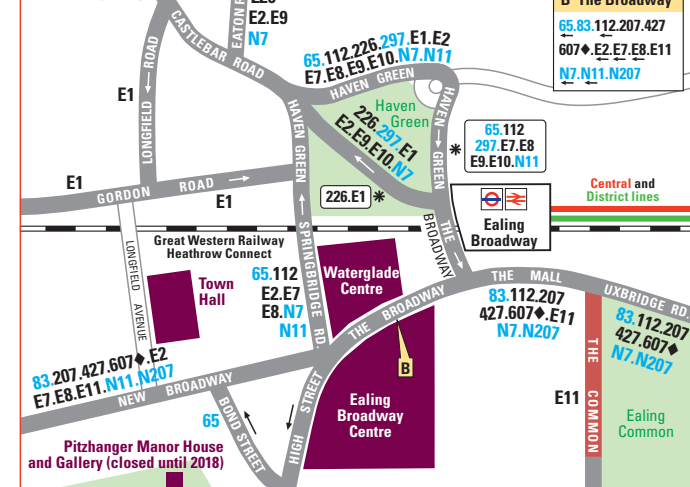 E2.E9
N7
EATON R
CASTLEBAR ROAD
LONGFIELD ROAD
E1
65.112.226.297.E1.E2
E7.E8.E9.E10.N7.N11
HAVEN GREEN
Haven
Green
226.297.E1
E2.E9.E10.N7
HAVEN GREEN
HAVEN GREEN
B The Broadway
65.83.112.207.427
607♦.E2.E7.E8.E11
N7.N11.N207
65.112
297.E7.E8
E9.E10.N11
*
226.E1 *
E1
GORDON ROAD
E1
Central and
District lines
Ealing
Broadway
THE BROADWAY
Great Western Railway
Heathrow Connect
LONGFIELD AVENUE
Town
Hall
65.112
E2.E7
E8.N7
N11
SPRINGBRIDGE RD.
Waterglade
Centre
THE BROADWAY
THE MALL
UXBRIDGE RD.
83.112.207
427.607♦.E11
N7.N207
83.112.207
427.607♦
N7.N207
83.207.427.607♦.E2
E7.E8.E11.N11.N207
NEW BROADWAY
B
THE COMMON
E11
Ealing
Common
65
BOND STREET
HIGH STREET
Ealing
Broadway
Centre
Pitzhanger Manor House
and Gallery (closed until 2018)